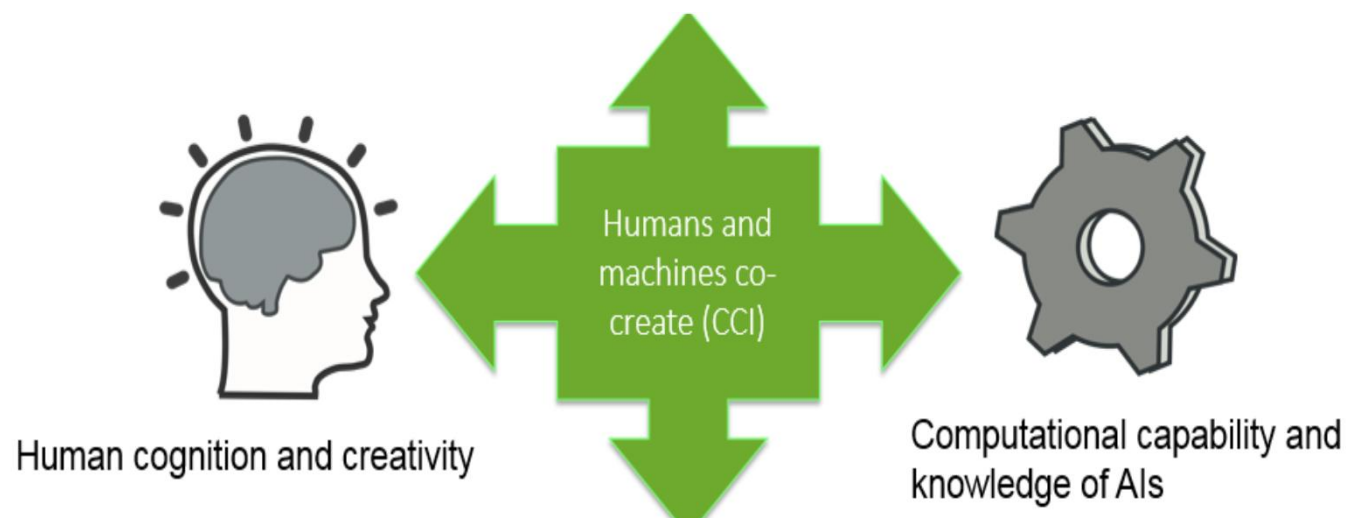 Humans and
machines co-
create (CCI)
Human cognition and creativity
Computational capability and
knowledge of AIs